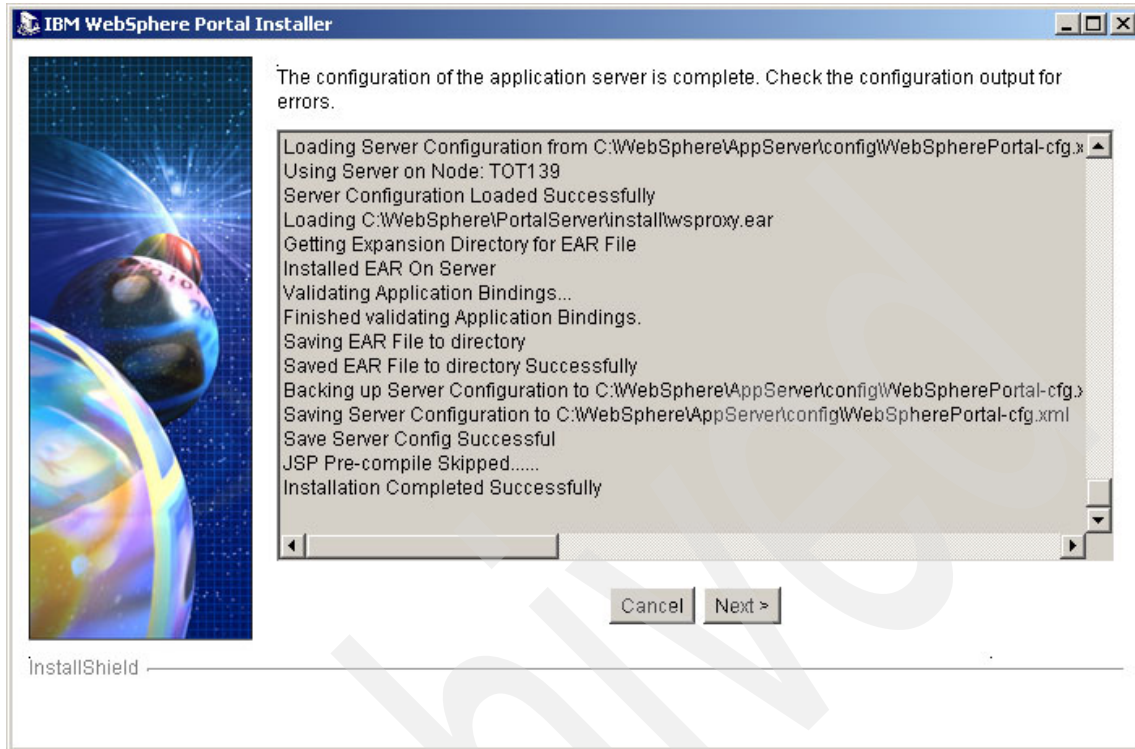 IBM WebSphere Portal Installer
The configuration of the application server is complete. Check the configuration output for
errors.
Loading Server Configuration from C:\WebSphere\AppServer\config\WebSpherePortal-cfg.x
Using Server on Node: TOT139
Server Configuration Loaded Successfully
Loading C:\WebSphere\PortalServer\install\wsproxy.ear
Getting Expansion Directory for EAR File
Installed EAR On Server
Validating Application Bindings...
Finished validating Application Bindings.
Saving EAR File to directory
Saved EAR File to directory Successfully
Backing up Server Configuration to C:\WebSphere\AppServer\config\WebSpherePortal-cfg.x
Saving Server Configuration to C:\WebSphere\AppServer\config\WebSpherePortal-cfg.xml
Save Server Config Successful
JSP Pre-compile Skipped......
Installation Completed Successfully
Cancel Next >
InstallShield